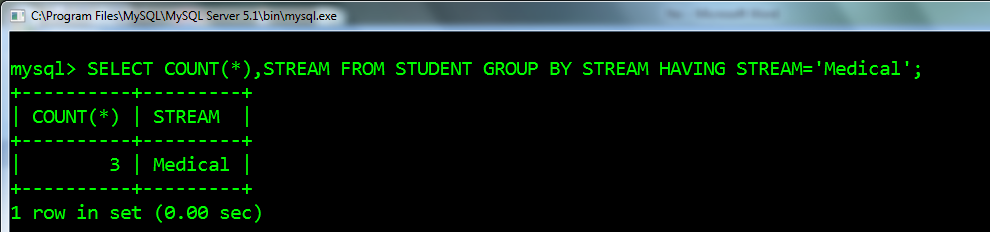 C:\Program Files\MySQL\MySQL Server 5.1\bin\mysql.exe
mysql> SELECT COUNT(*),STREAM FROM STUDENT GROUP BY STREAM HAVING STREAM='Medical';
+----------+---------+
| COUNT(*) | STREAM  |
+----------+---------+
|        3 | Medical |
+----------+---------+
1 row in set (0.00 sec)